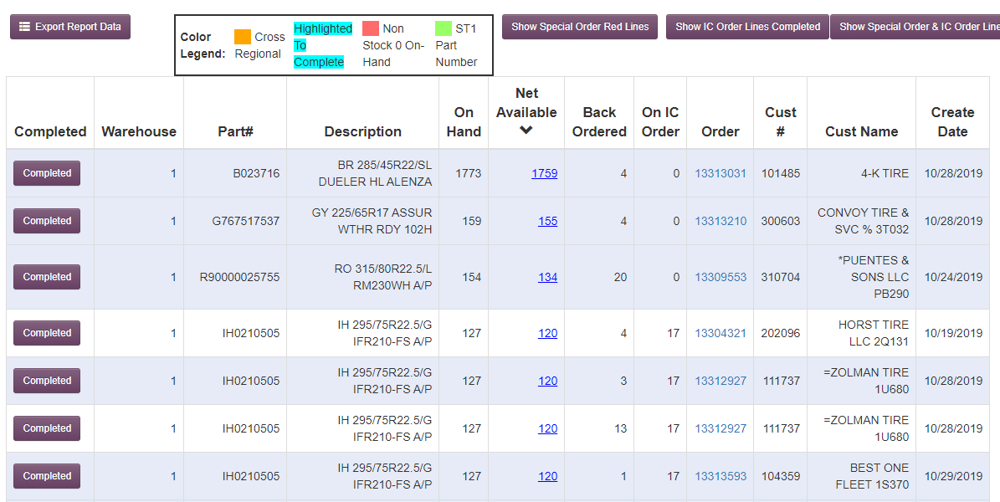 Export Report Data
Color
Legend:
Cross
Regional
Highlighted
To
Complete
Non
Stock 0 On-
Hand
ST1
Part
Number
Show Special Order Red Lines
Show IC Order Lines Completed
Show Special Order & IC Order Line
Completed Warehouse Part# Description On Hand Net Available Back Ordered On IC Order Order Cust # Cust Name Create Date
Completed 1 B023716 BR 285/45R22/SL DUELER HL ALENZA 1773 1759 4 0 13313031 101485 4-K TIRE 10/28/2019
Completed 1 G767517537 GY 225/65R17 ASSUR WTHR RDY 102H 159 155 4 0 13313210 300603 CONVOY TIRE & SVC % 3T032 10/28/2019
Completed 1 R90000025755 RO 315/80R22.5/L RM230WH A/P 154 134 20 0 13309553 310704 *PUENTES & SONS LLC PB290 10/24/2019
Completed 1 IH0210505 IH 295/75R22.5/G IFR210-FS A/P 127 120 4 17 13304321 202096 HORST TIRE LLC 2Q131 10/19/2019
Completed 1 IH0210505 IH 295/75R22.5/G IFR210-FS A/P 127 120 3 17 13312927 111737 =ZOLMAN TIRE 1U680 10/28/2019
Completed 1 IH0210505 IH 295/75R22.5/G IFR210-FS A/P 127 120 13 17 13312927 111737 =ZOLMAN TIRE 1U680 10/28/2019
Completed 1 IH0210505 IH 295/75R22.5/G IFR210-FS A/P 127 120 1 17 13313593 104359 BEST ONE FLEET 1S370 10/29/2019